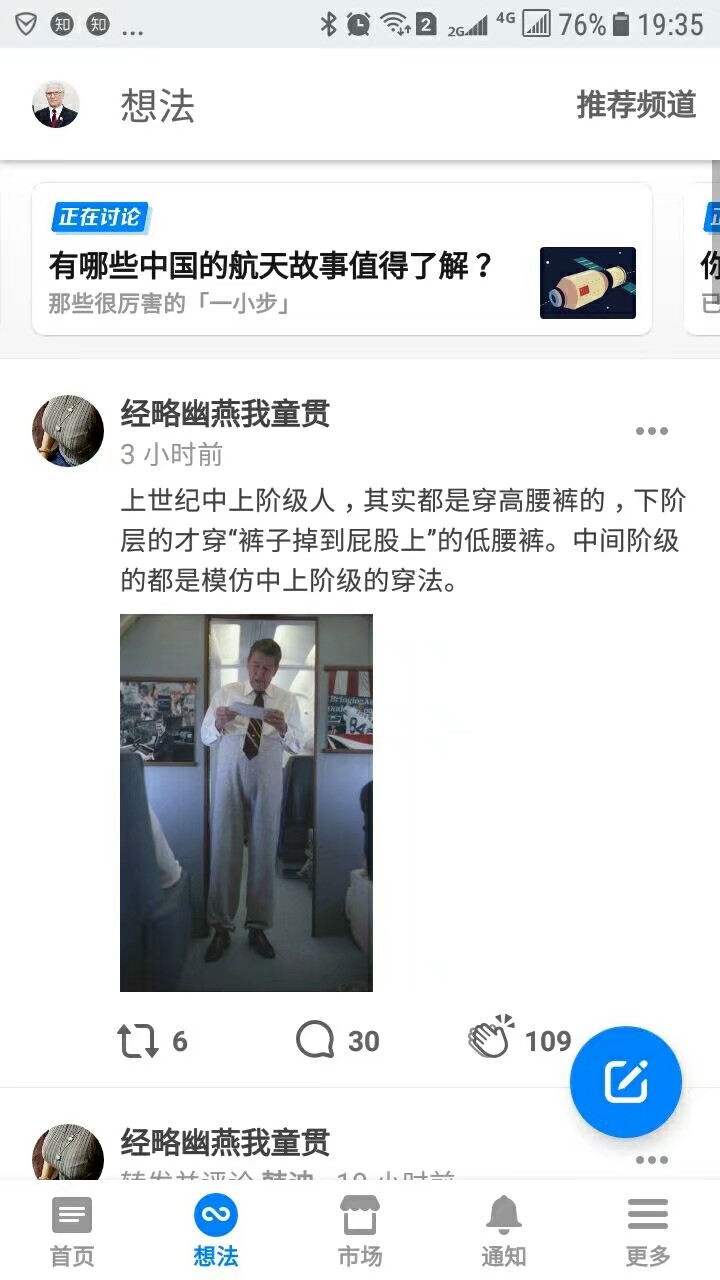 知 知 ... 2 2G 4G 76% 19:35
想法 推荐频道
正在讨论
有哪些中国的航天故事值得了解？
那些很厉害的「一小步」
经略幽燕我童贯
3 小时前
上世纪中上阶级人，其实都是穿高腰裤的，下阶
层的才穿“裤子掉到屁股上”的低腰裤。中间阶级
的都是模仿中上阶级的穿法。
6 30 109
经略幽燕我童贯
首页 想法 市场 通知 更多